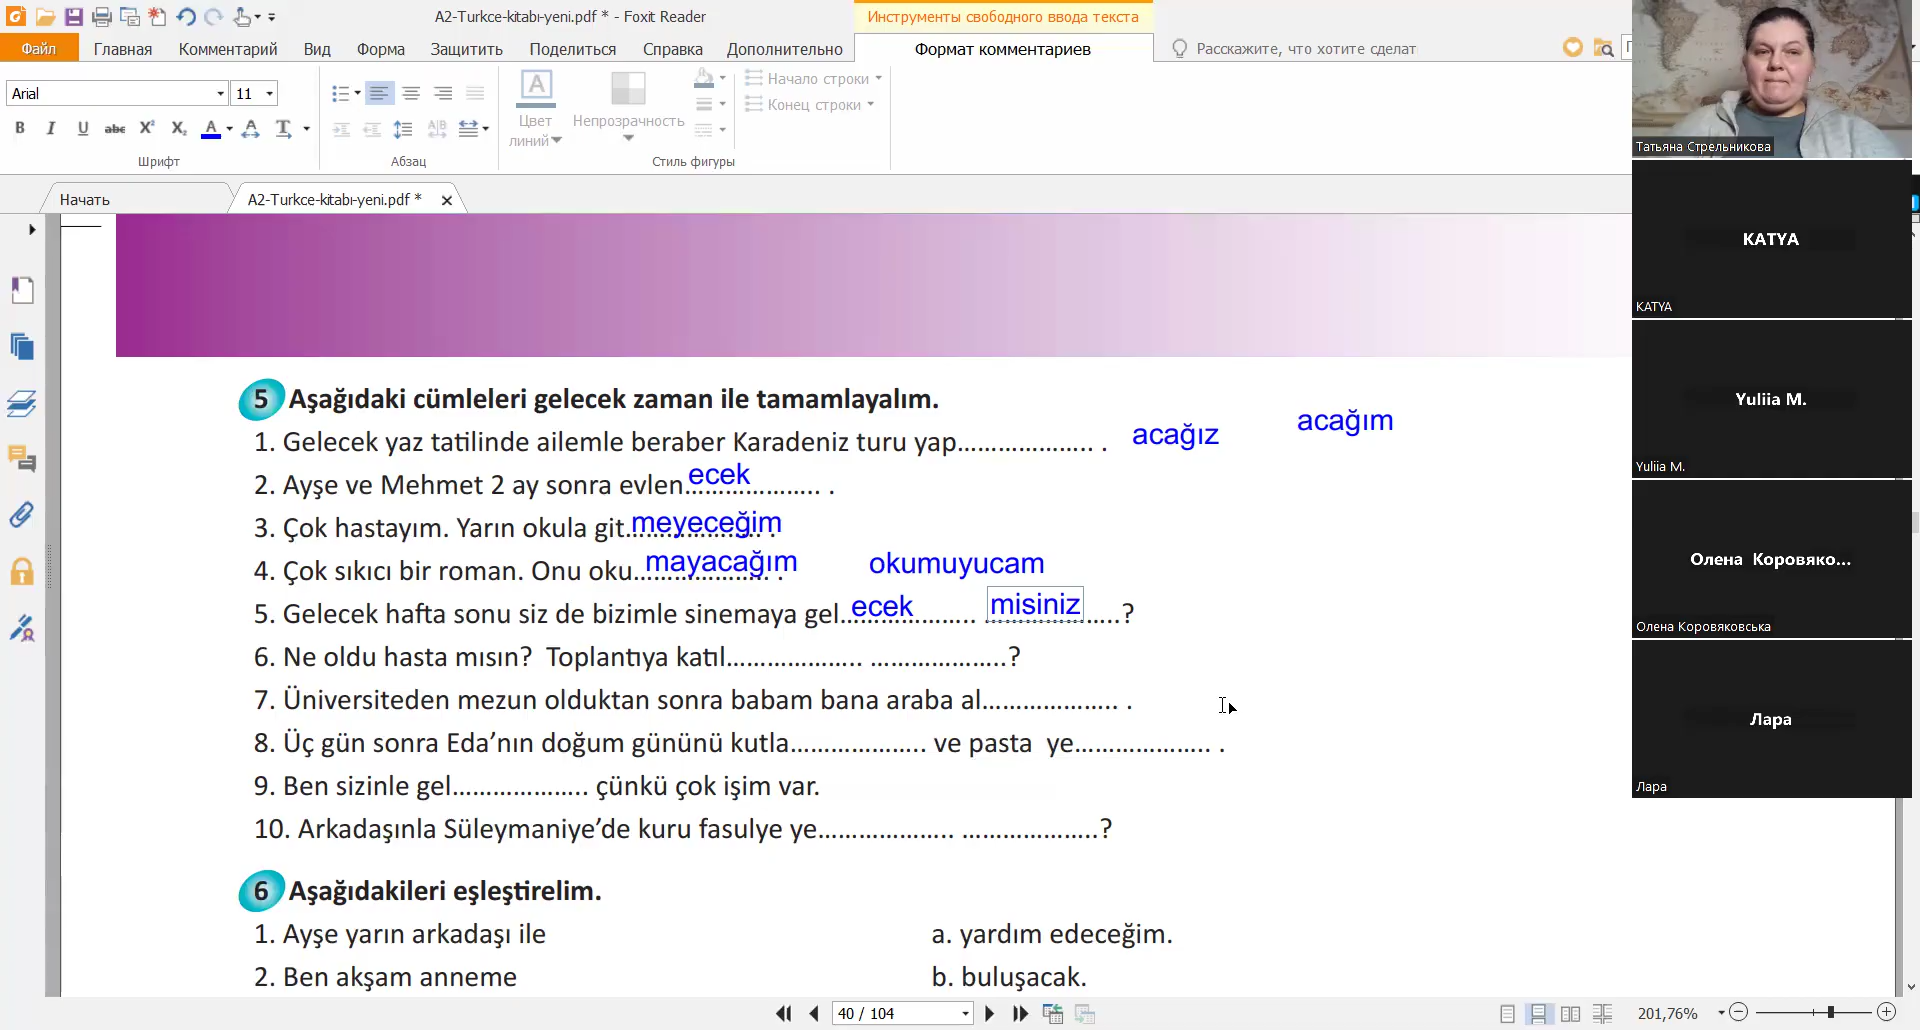 A2-Turkce-kitabı-yeni.pdf * - Foxit Reader
Инструменты свободного ввода текста
Файл Главная Комментарий Вид Форма Защитить Поделиться Справка Дополнительно Формат комментариев Расскажите, что хотите сделат
Arial 11
Начало строки
Конец строки
Цвет линий
Непрозрачность
Шрифт Абзац Стиль фигуры
Начать A2-Turkce-kitabı-yeni.pdf *
5 Aşağıdaki cümleleri gelecek zaman ile tamamlayalım.
acağım
1. Gelecek yaz tatilinde ailemle beraber Karadeniz turu yap……………….. . acağız
2. Ayşe ve Mehmet 2 ay sonra evlen……………….. . ecek
3. Çok hastayım. Yarın okula git……………….. . meyeceğim
4. Çok sıkıcı bir roman. Onu oku……………….. . mayacağım okumuyucam
5. Gelecek hafta sonu siz de bizimle sinemaya gel……………….. ………………..? ecek misiniz
6. Ne oldu hasta mısın? Toplantıya katıl……………….. ………………..?
7. Üniversiteden mezun olduktan sonra babam bana araba al……………….. .
8. Üç gün sonra Eda’nın doğum gününü kutla……………….. ve pasta ye……………….. .
9. Ben sizinle gel……………….. çünkü çok işim var.
10. Arkadaşınla Süleymaniye’de kuru fasulye ye……………….. ………………..?
6 Aşağıdakileri eşleştirelim.
1. Ayşe yarın arkadaşı ile a. yardım edeceğim.
2. Ben akşam anneme b. buluşacak.
40 / 104
201,76%
Татьяна Стрельникова
KATYA
KATYA
Yuliia M.
Yuliia M.
Олена Коровяко...
Олена Коровяковська
Лара
Лара